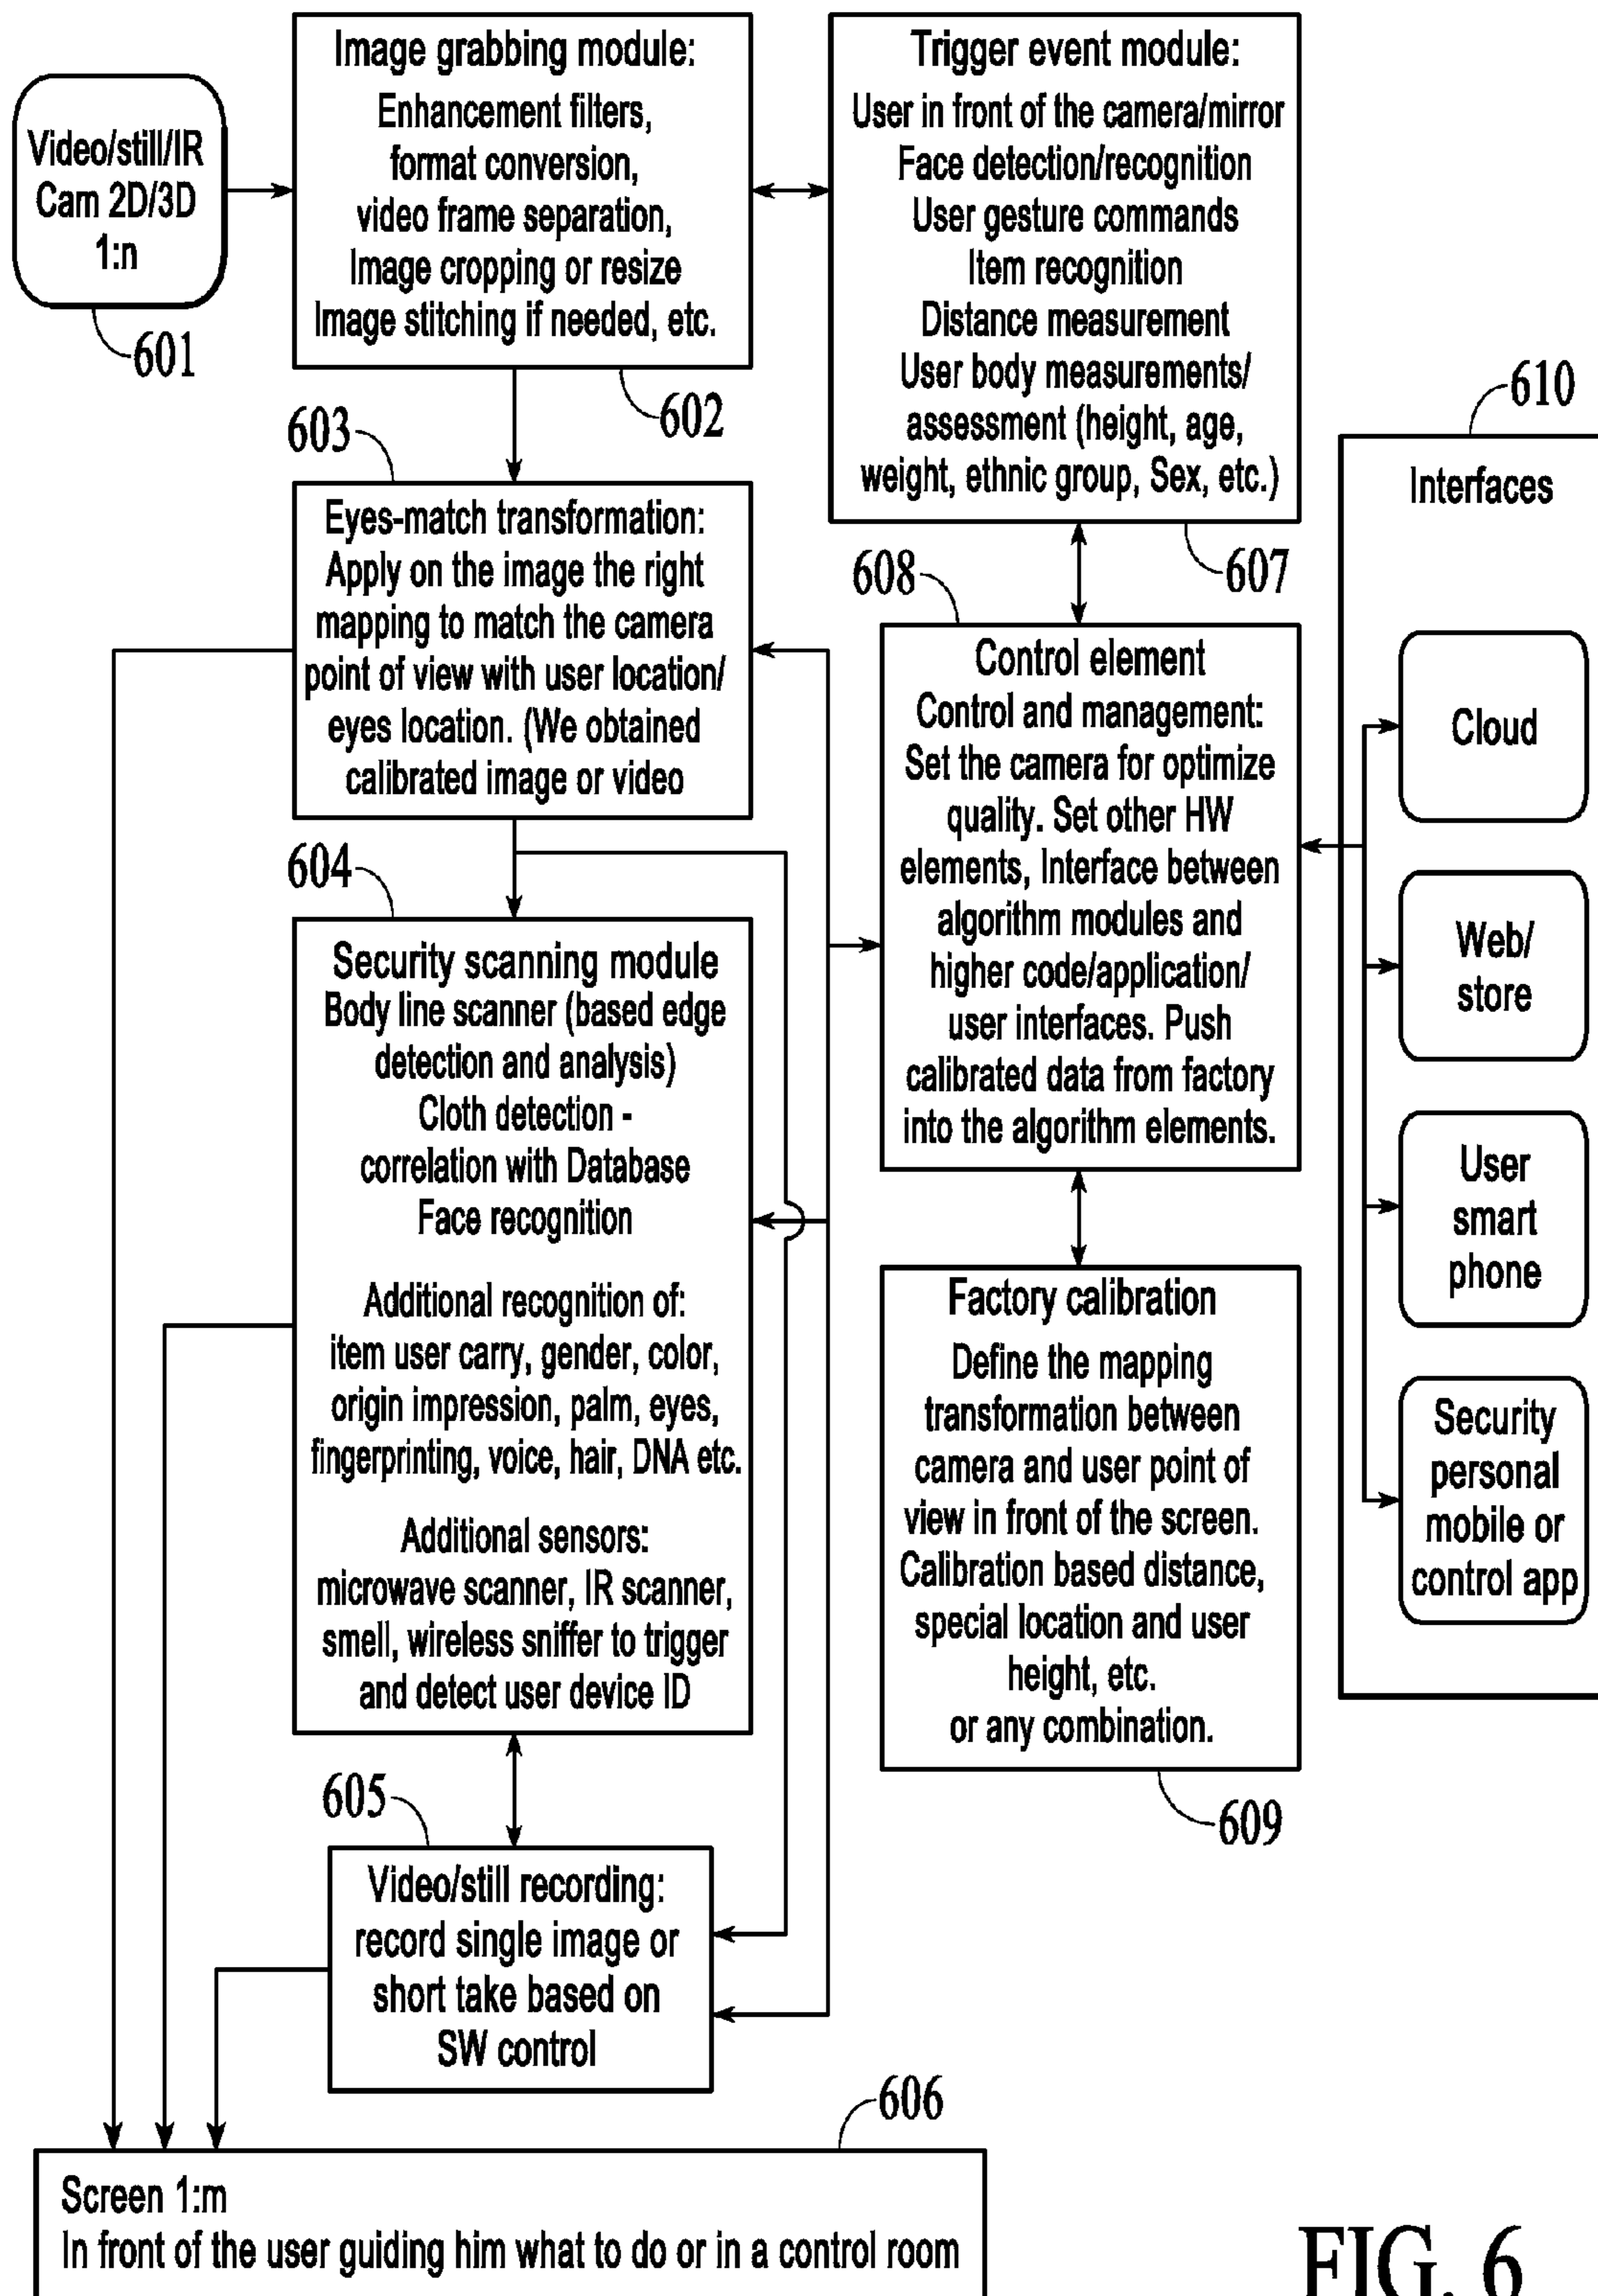 Video/still/IR
Cam 2D/3D
1:n
601
Image grabbing module:
Enhancement filters,
format conversion,
video frame separation,
Image cropping or resize
Image stitching if needed, etc.
602
Trigger event module:
User in front of the camera/mirror
Face detection/recognition
User gesture commands
Item recognition
Distance measurement
User body measurements/
assessment (height, age,
weight, ethnic group, Sex, etc.)
607
603
Eyes-match transformation:
Apply on the image the right
mapping to match the camera
point of view with user location/
eyes location. (We obtained
calibrated image or video
608
Control element
Control and management:
Set the camera for optimize
quality. Set other HW
elements, Interface between
algorithm modules and
higher code/application/
user interfaces. Push
calibrated data from factory
into the algorithm elements.
610
Interfaces
Cloud
Web/
store
User
smart
phone
Security
personal
mobile or
control app
604
Security scanning module
Body line scanner (based edge
detection and analysis)
Cloth detection -
correlation with Database
Face recognition
Additional recognition of:
item user carry, gender, color,
origin impression, palm, eyes,
fingerprinting, voice, hair, DNA etc.
Additional sensors:
microwave scanner, IR scanner,
smell, wireless sniffer to trigger
and detect user device ID
Factory calibration
Define the mapping
transformation between
camera and user point of
view in front of the screen.
Calibration based distance,
special location and user
height, etc.
or any combination.
609
605
Video/still recording:
record single image or
short take based on
SW control
606
Screen 1:m
In front of the user guiding him what to do or in a control room
FIG. 6